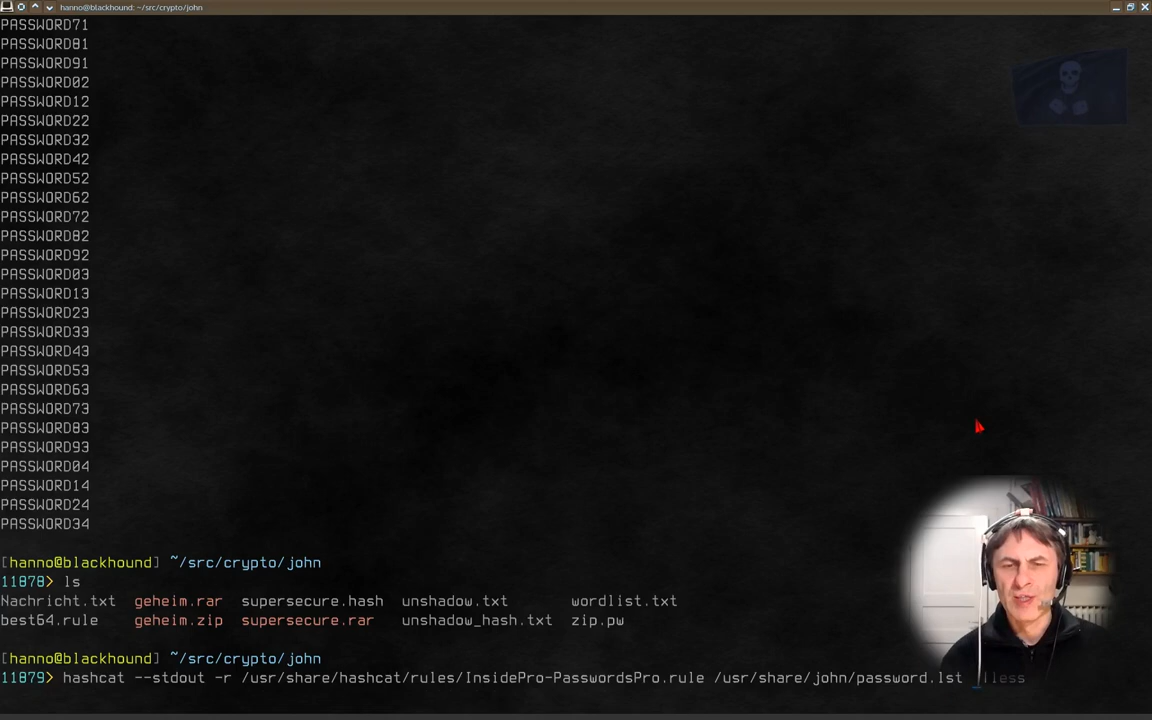 hanno@blackhound: ~/src/crypto/john
PASSWORD71
PASSWORD81
PASSWORD91
PASSWORD02
PASSWORD12
PASSWORD22
PASSWORD32
PASSWORD42
PASSWORD52
PASSWORD62
PASSWORD72
PASSWORD82
PASSWORD92
PASSWORD03
PASSWORD13
PASSWORD23
PASSWORD33
PASSWORD43
PASSWORD53
PASSWORD63
PASSWORD73
PASSWORD83
PASSWORD93
PASSWORD04
PASSWORD14
PASSWORD24
PASSWORD34
[hanno@blackhound] ~/src/crypto/john
11878> ls
Nachricht.txt geheim.rar supersecure.hash unshadow.txt wordlist.txt
best64.rule geheim.zip supersecure.rar unshadow_hash.txt zip.pw
[hanno@blackhound] ~/src/crypto/john
11879> hashcat --stdout -r /usr/share/hashcat/rules/InsidePro-PasswordsPro.rule /usr/share/john/password.lst |less